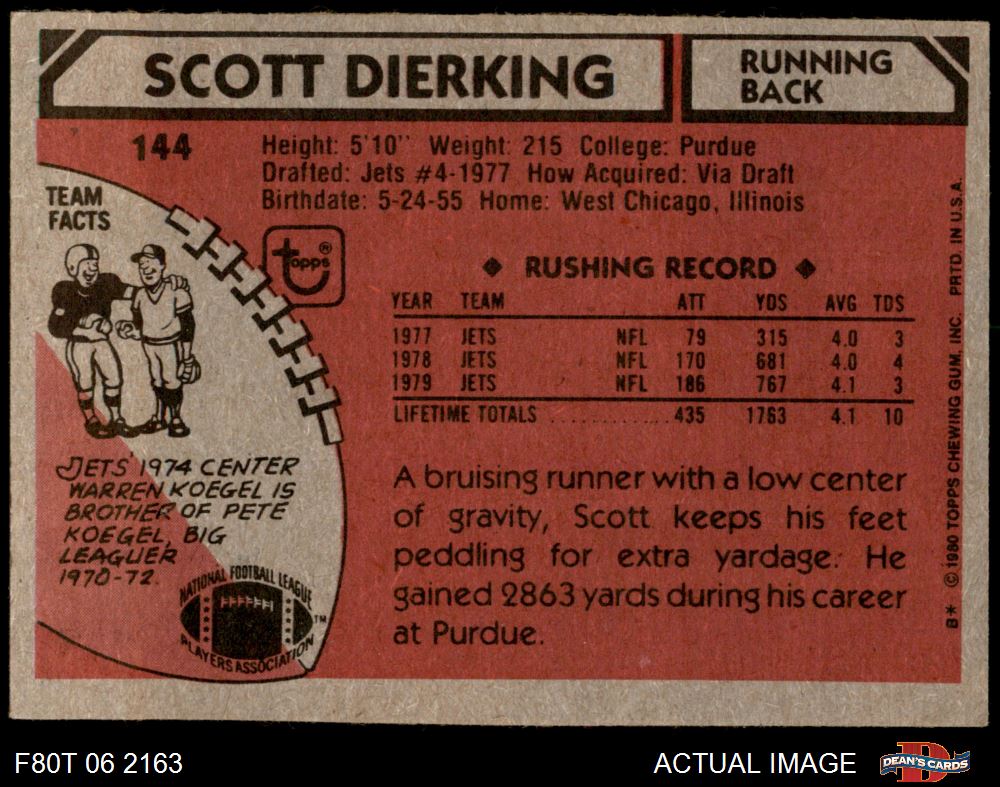 SCOTT DIERKING
RUNNING
BACK
144
Height: 5'10" Weight: 215 College: Purdue
Drafted: Jets #4-1977 How Acquired: Via Draft
Birthdate: 5-24-55 Home: West Chicago, Illinois
TEAM
FACTS
topps®
JETS' 1974 CENTER
WARREN KOEGEL IS
BROTHER OF PETE
KOEGEL, BIG
LEAGUER
1970-72.
NATIONAL FOOTBALL LEAGUE
PLAYERS ASSOCIATION
TM
◆ RUSHING RECORD ◆
YEAR TEAM ATT YDS AVG TDS
1977 JETS NFL 79 315 4.0 3
1978 JETS NFL 170 681 4.0 4
1979 JETS NFL 186 767 4.1 3
LIFETIME TOTALS ............ 435 1763 4.1 10
A bruising runner with a low center
of gravity, Scott keeps his feet
peddling for extra yardage. He
gained 2863 yards during his career
at Purdue.
B* © 1980 TOPPS CHEWING GUM, INC. PRTD. IN U.S.A.
F80T 06 2163
ACTUAL IMAGE
DEAN'S CARDS